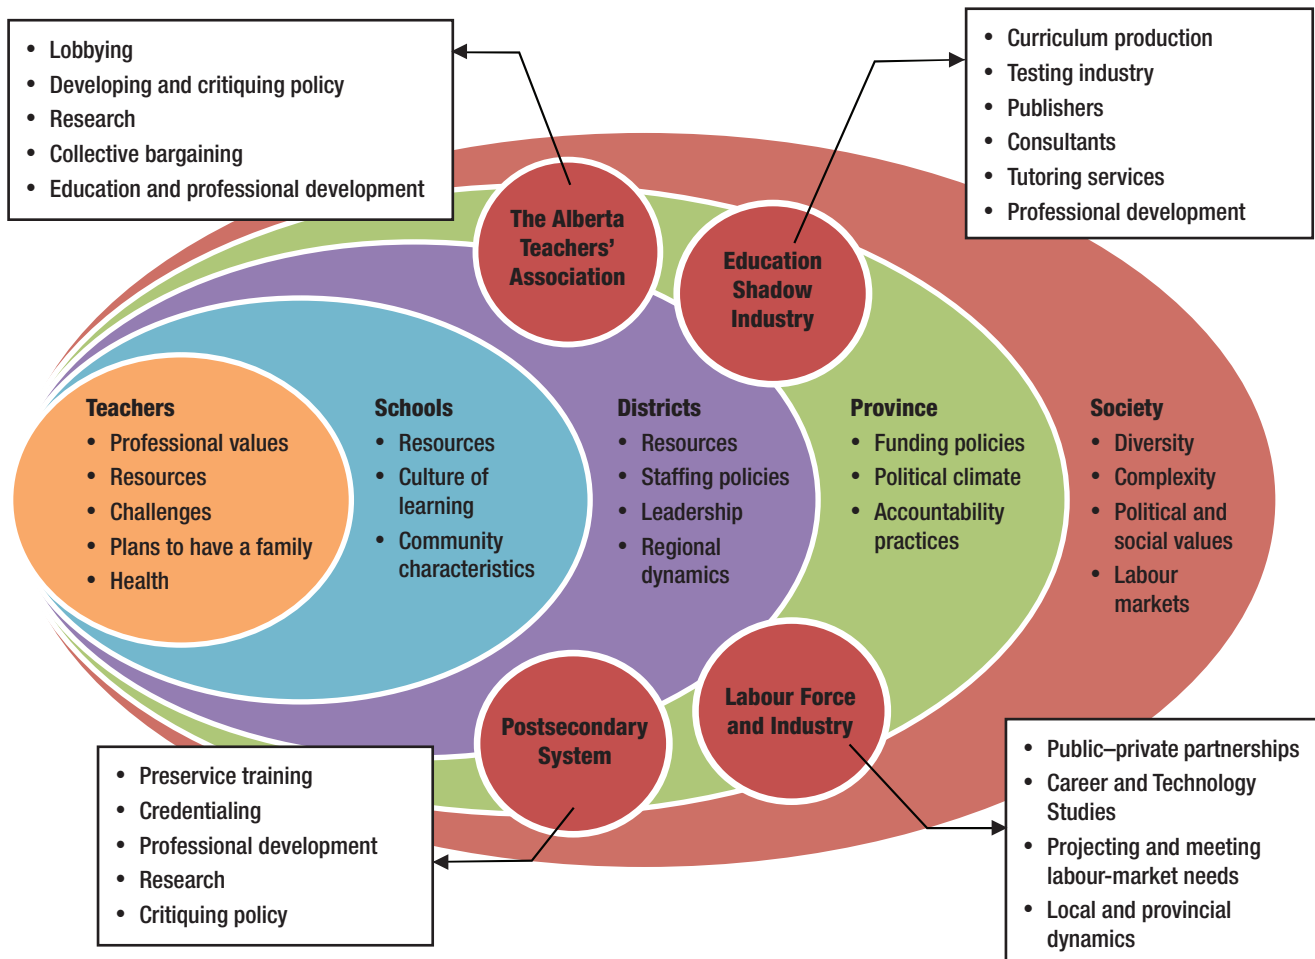 • Lobbying
• Developing and critiquing policy
• Research
• Collective bargaining
• Education and professional development
• Curriculum production
• Testing industry
• Publishers
• Consultants
• Tutoring services
• Professional development
The Alberta
Teachers'
Association
Education
Shadow
Industry
Teachers
• Professional values
• Resources
• Challenges
• Plans to have a family
• Health
Schools
• Resources
• Culture of
learning
• Community
characteristics
Districts
• Resources
• Staffing policies
• Leadership
• Regional
dynamics
Province
• Funding policies
• Political climate
• Accountability
practices
Society
• Diversity
• Complexity
• Political and
social values
• Labour
markets
Postsecondary
System
Labour Force
and Industry
• Preservice training
• Credentialing
• Professional development
• Research
• Critiquing policy
• Public–private partnerships
• Career and Technology
Studies
• Projecting and meeting
labour-market needs
• Local and provincial
dynamics